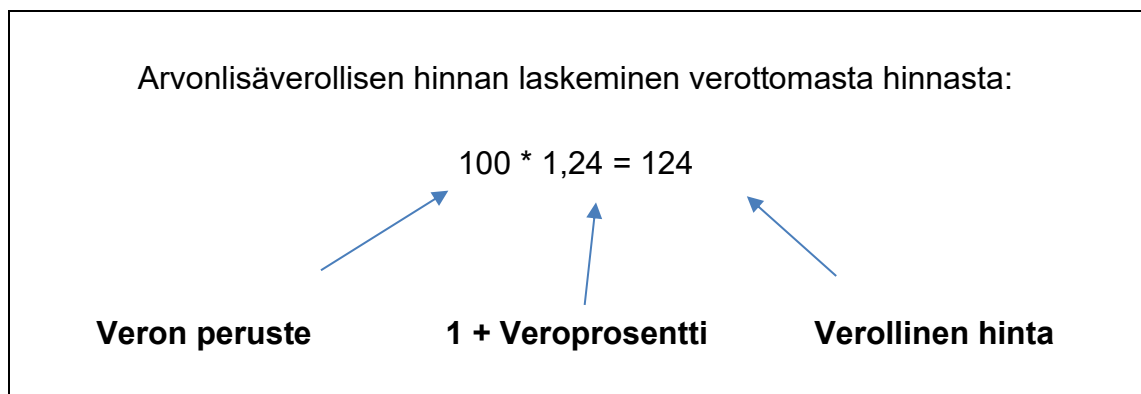 Arvonlisäverollisen hinnan laskeminen verottomasta hinnasta:
100 * 1,24 = 124
Veron peruste 1 + Veroprosentti Verollinen hinta